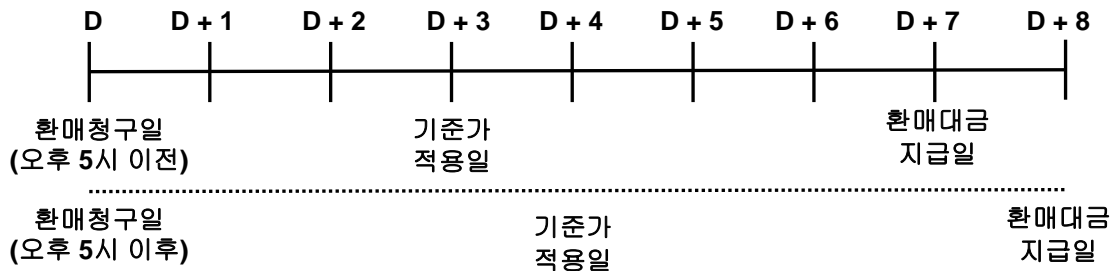 D D + 1 D + 2 D + 3 D + 4 D + 5 D + 6 D + 7 D + 8
환매청구일 기준가 환매대금
(오후 5시 이전) 적용일 지급일
환매청구일 기준가 환매대금
(오후 5시 이후) 적용일 지급일